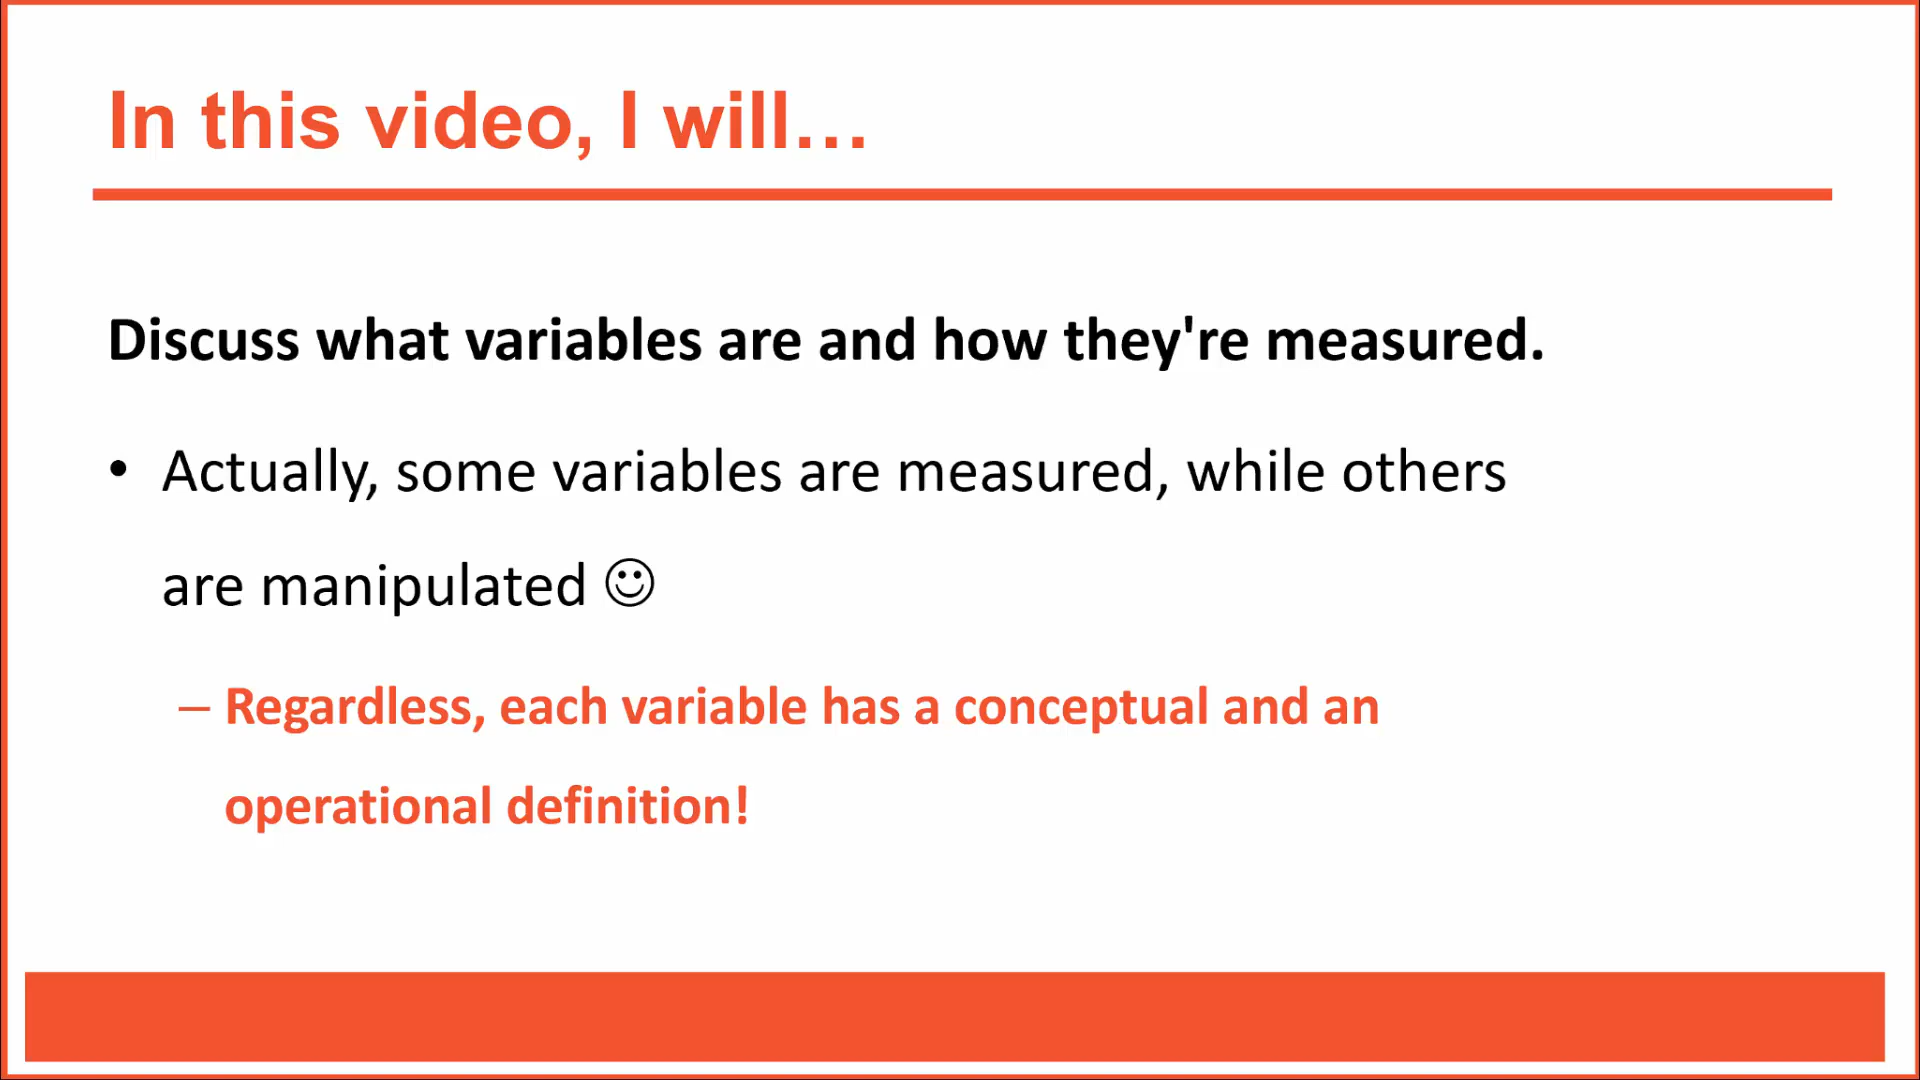 In this video, I will…
Discuss what variables are and how they're measured.
• Actually, some variables are measured, while others
are manipulated ☺
– Regardless, each variable has a conceptual and an
operational definition!